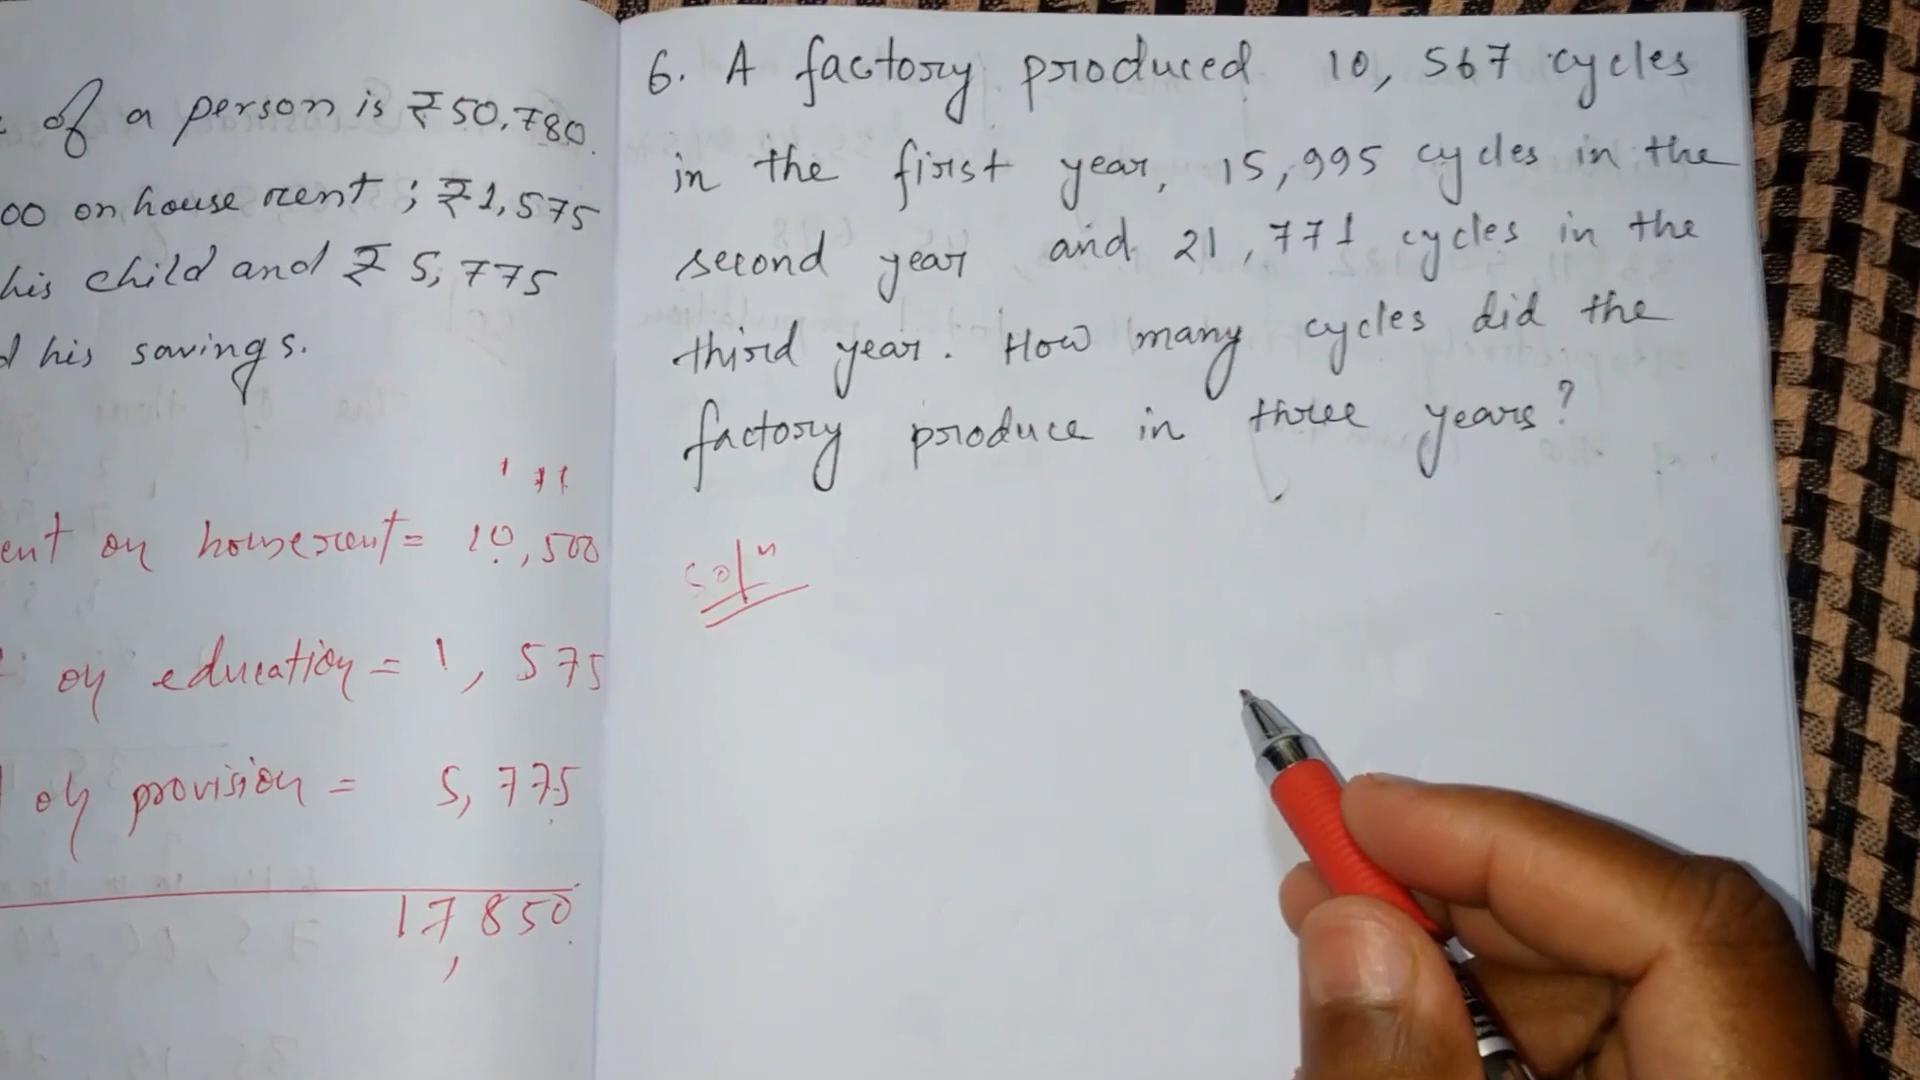 of a person is ₹50,780.
00 on house rent ; ₹1,575
his child and ₹ 5,775
his savings.
ent on house rent = 10,500
on education = 1,575
on provision = 5,775
17,850
6. A factory produced 10,567 cycles
in the first year, 15,995 cycles in the
second year and 21,771 cycles in the
third year. How many cycles did the
factory produce in three years?
Solⁿ